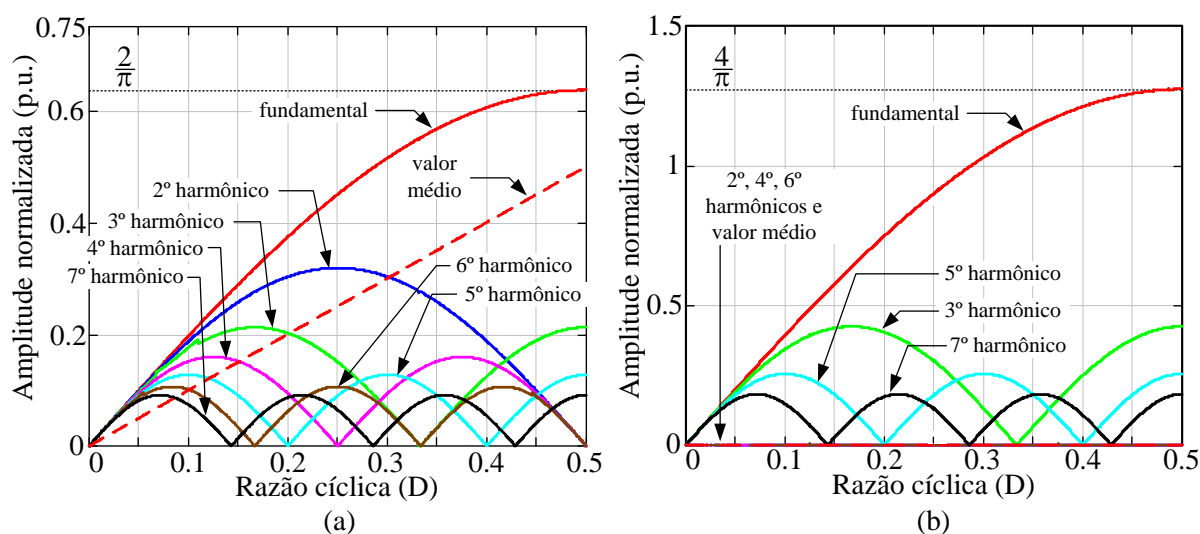 0.75
0.6
0.4
0.2
0
Amplitude normalizada (p.u.)
2
π
fundamental
valor
médio
2º harmônico
3º harmônico
4º harmônico
7º harmônico
6º harmônico
5º harmônico
0
0.1
0.2
0.3
0.4
0.5
Razão cíclica (D)
(a)
1.5
1
0.5
0
Amplitude normalizada (p.u.)
4
π
fundamental
2º, 4º, 6º
harmônicos e
valor médio
5º harmônico
3º harmônico
7º harmônico
0
0.1
0.2
0.3
0.4
0.5
Razão cíclica (D)
(b)